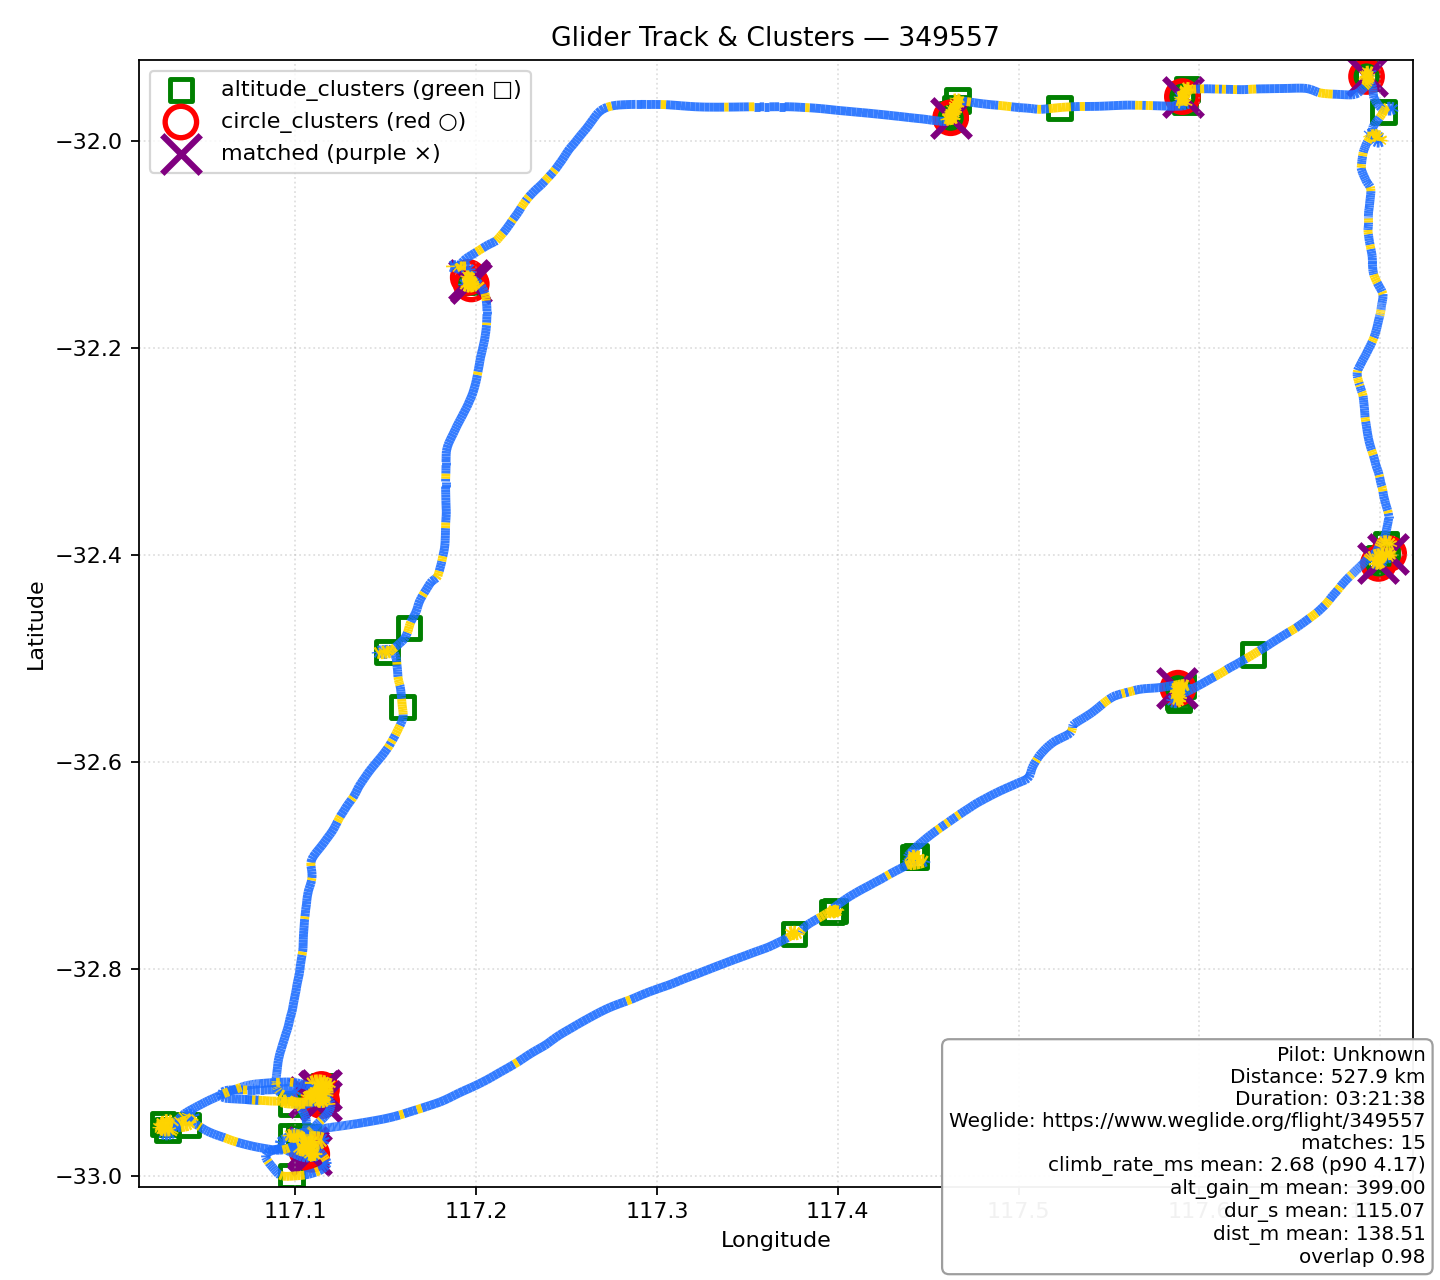 Glider Track & Clusters — 349557
altitude_clusters (green □)
circle_clusters (red ○)
matched (purple ×)
−32.0
−32.2
−32.4
−32.6
−32.8
−33.0
Latitude
117.1
117.2
117.3
117.4
117.5
Longitude
Pilot: Unknown
Distance: 527.9 km
Duration: 03:21:38
Weglide: https://www.weglide.org/flight/349557
matches: 15
climb_rate_ms mean: 2.68 (p90 4.17)
alt_gain_m mean: 399.00
dur_s mean: 115.07
dist_m mean: 138.51
overlap 0.98